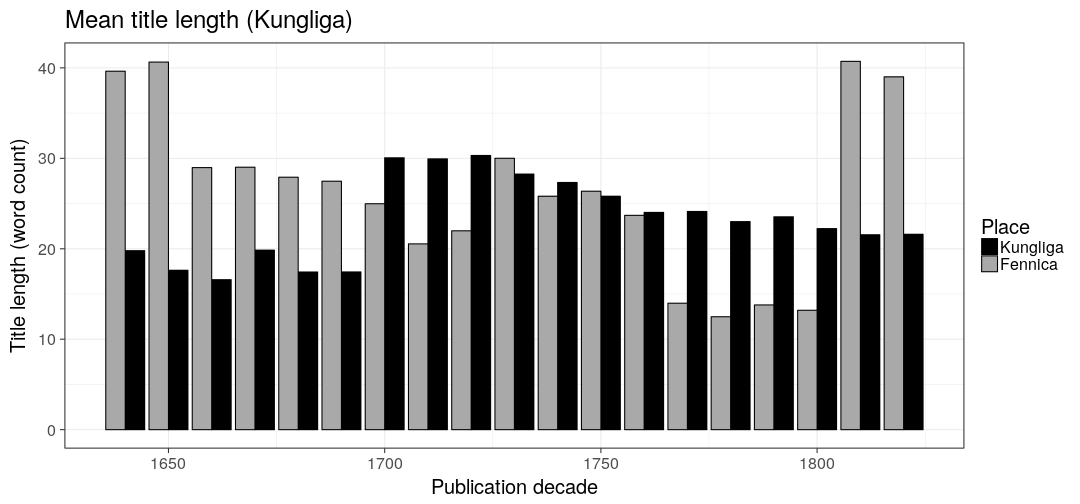 Mean title length (Kungliga)
Title length (word count)
40
30
20
10
0
1650
1700
1750
1800
Publication decade
Place
Kungliga
Fennica